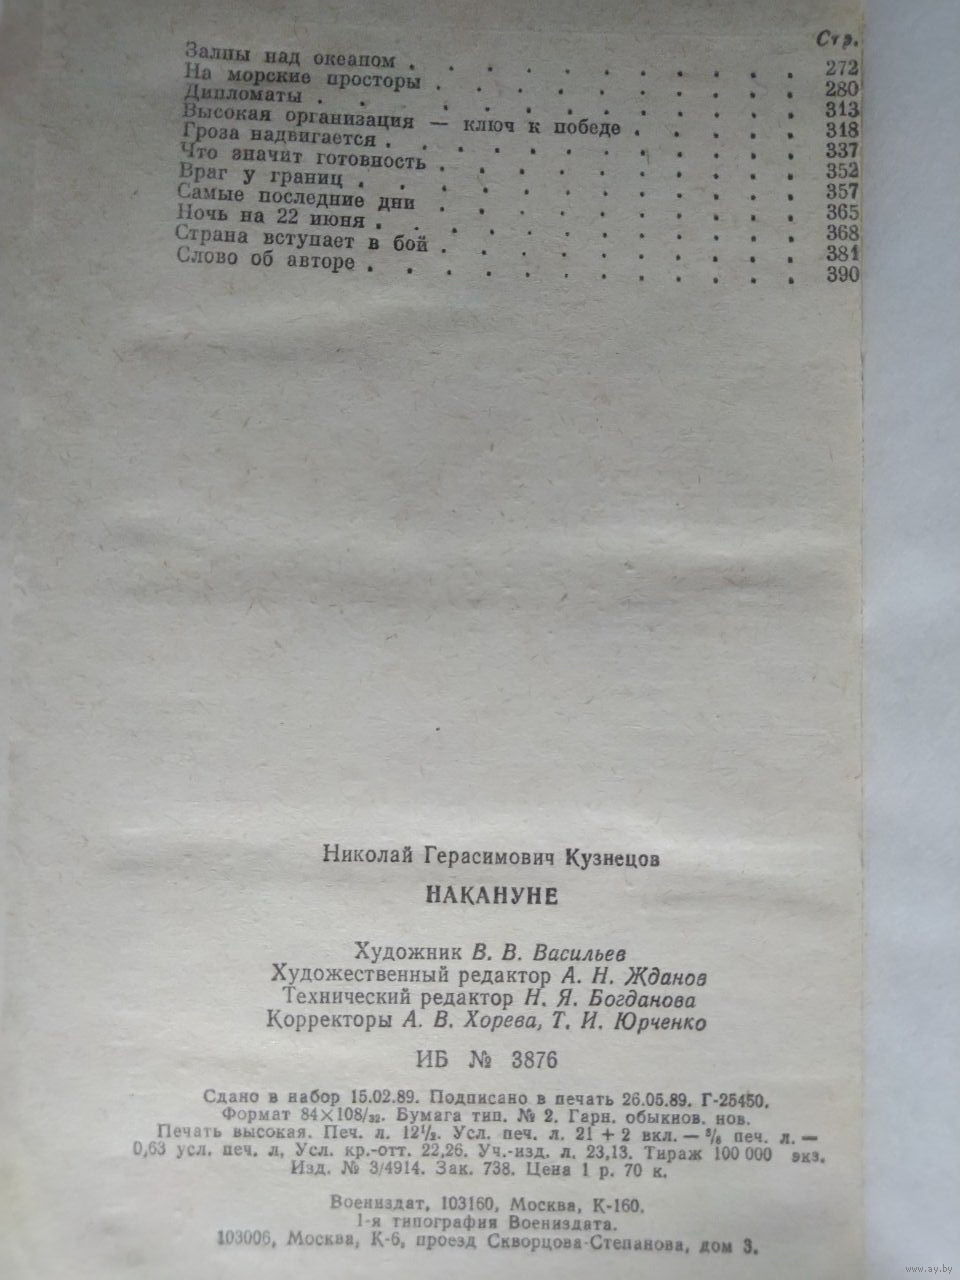 Стр.
Залпы над океаном . . . . . . . . . . . 272
На морские просторы . . . . . . . . . . 280
Дипломаты . . . . . . . . . . . . . 313
Высокая организация — ключ к победе . . . . . 318
Гроза надвигается . . . . . . . . . . . 337
Что значит готовность . . . . . . . . . . 352
Враг у границ . . . . . . . . . . . . 357
Самые последние дни . . . . . . . . . . 365
Ночь на 22 июня . . . . . . . . . . . 368
Страна вступает в бой . . . . . . . . . . 381
Слово об авторе . . . . . . . . . . . . 390
Николай Герасимович Кузнецов
НАКАНУНЕ
Художник В. В. Васильев
Художественный редактор А. Н. Жданов
Технический редактор Н. Я. Богданова
Корректоры А. В. Хорева, Т. И. Юрченко
ИБ № 3876
Сдано в набор 15.02.89. Подписано в печать 26.05.89. Г-25450.
Формат 84×108/32. Бумага тип. № 2. Гарн. обыкнов. нов.
Печать высокая. Печ. л. 12½. Усл. печ. л. 21 + 2 вкл. — 3/8 печ. л. —
0,63 усл. печ. л. Усл. кр.-отт. 22,26. Уч.-изд. л. 23,13. Тираж 100 000 экз.
Изд. № 3/4914. Зак. 738. Цена 1 р. 70 к.
Воениздат, 103160, Москва, К-160.
1-я типография Воениздата.
103006, Москва, К-6, проезд Скворцова-Степанова, дом 3.
www.ay.by